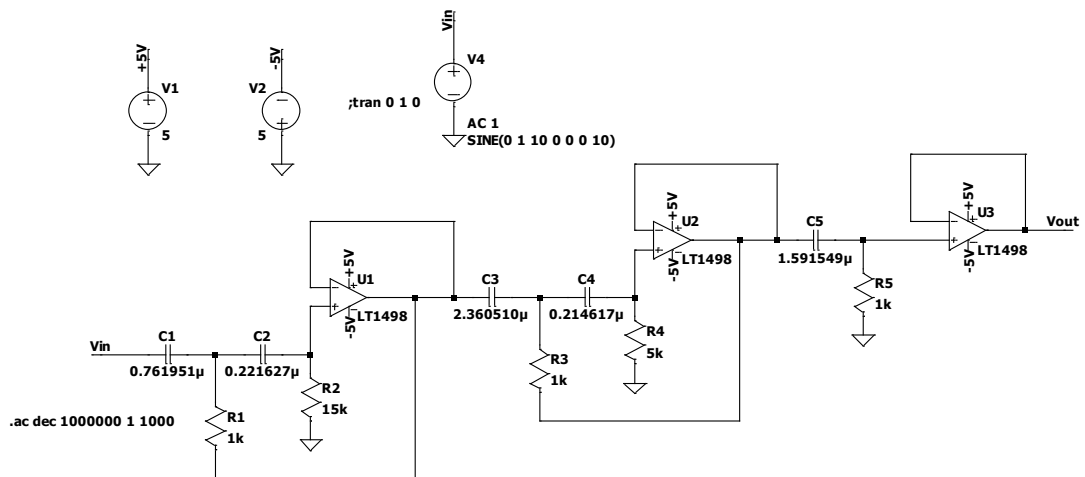 +5V
V1
5
-5V
V2
5
;tran 0 1 0
Vin
V4
AC 1
SINE(0 1 10 0 0 0 10)
+5V
U1
-5V
LT1498
+5V
U2
-5V
LT1498
+5V
U3
-5V
LT1498
Vout
Vin
C1
0.761951µ
C2
0.221627µ
C3
2.360510µ
C4
0.214617µ
C5
1.591549µ
R1
1k
R2
15k
R3
1k
R4
5k
R5
1k
.ac dec 1000000 1 1000